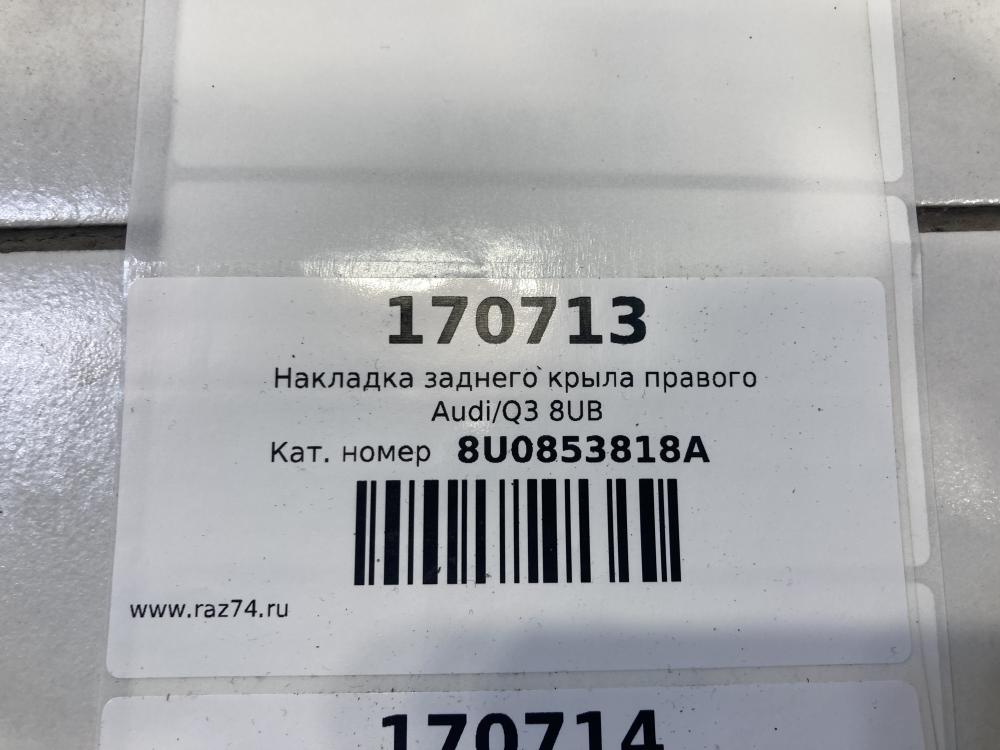 170713
Накладка заднего крыла правого
Audi/Q3 8UB
Кат. номер 8U0853818A
www.raz74.ru
170714